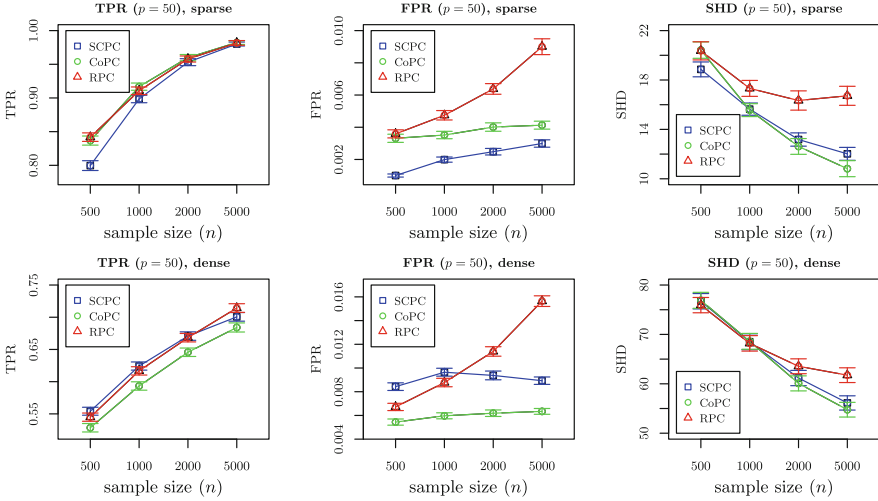 TPR (p = 50), sparse
TPR
1.00
0.90
0.80
SCPC
CoPC
RPC
500 1000 2000 5000
sample size (n)
FPR (p = 50), sparse
FPR
0.010
0.006
0.002
SCPC
CoPC
RPC
500 1000 2000 5000
sample size (n)
SHD (p = 50), sparse
SHD
22
18
14
10
SCPC
CoPC
RPC
500 1000 2000 5000
sample size (n)
TPR (p = 50), dense
TPR
0.75
0.65
0.55
SCPC
CoPC
RPC
500 1000 2000 5000
sample size (n)
FPR (p = 50), dense
FPR
0.016
0.012
0.008
0.004
SCPC
CoPC
RPC
500 1000 2000 5000
sample size (n)
SHD (p = 50), dense
SHD
80
70
60
50
SCPC
CoPC
RPC
500 1000 2000 5000
sample size (n)